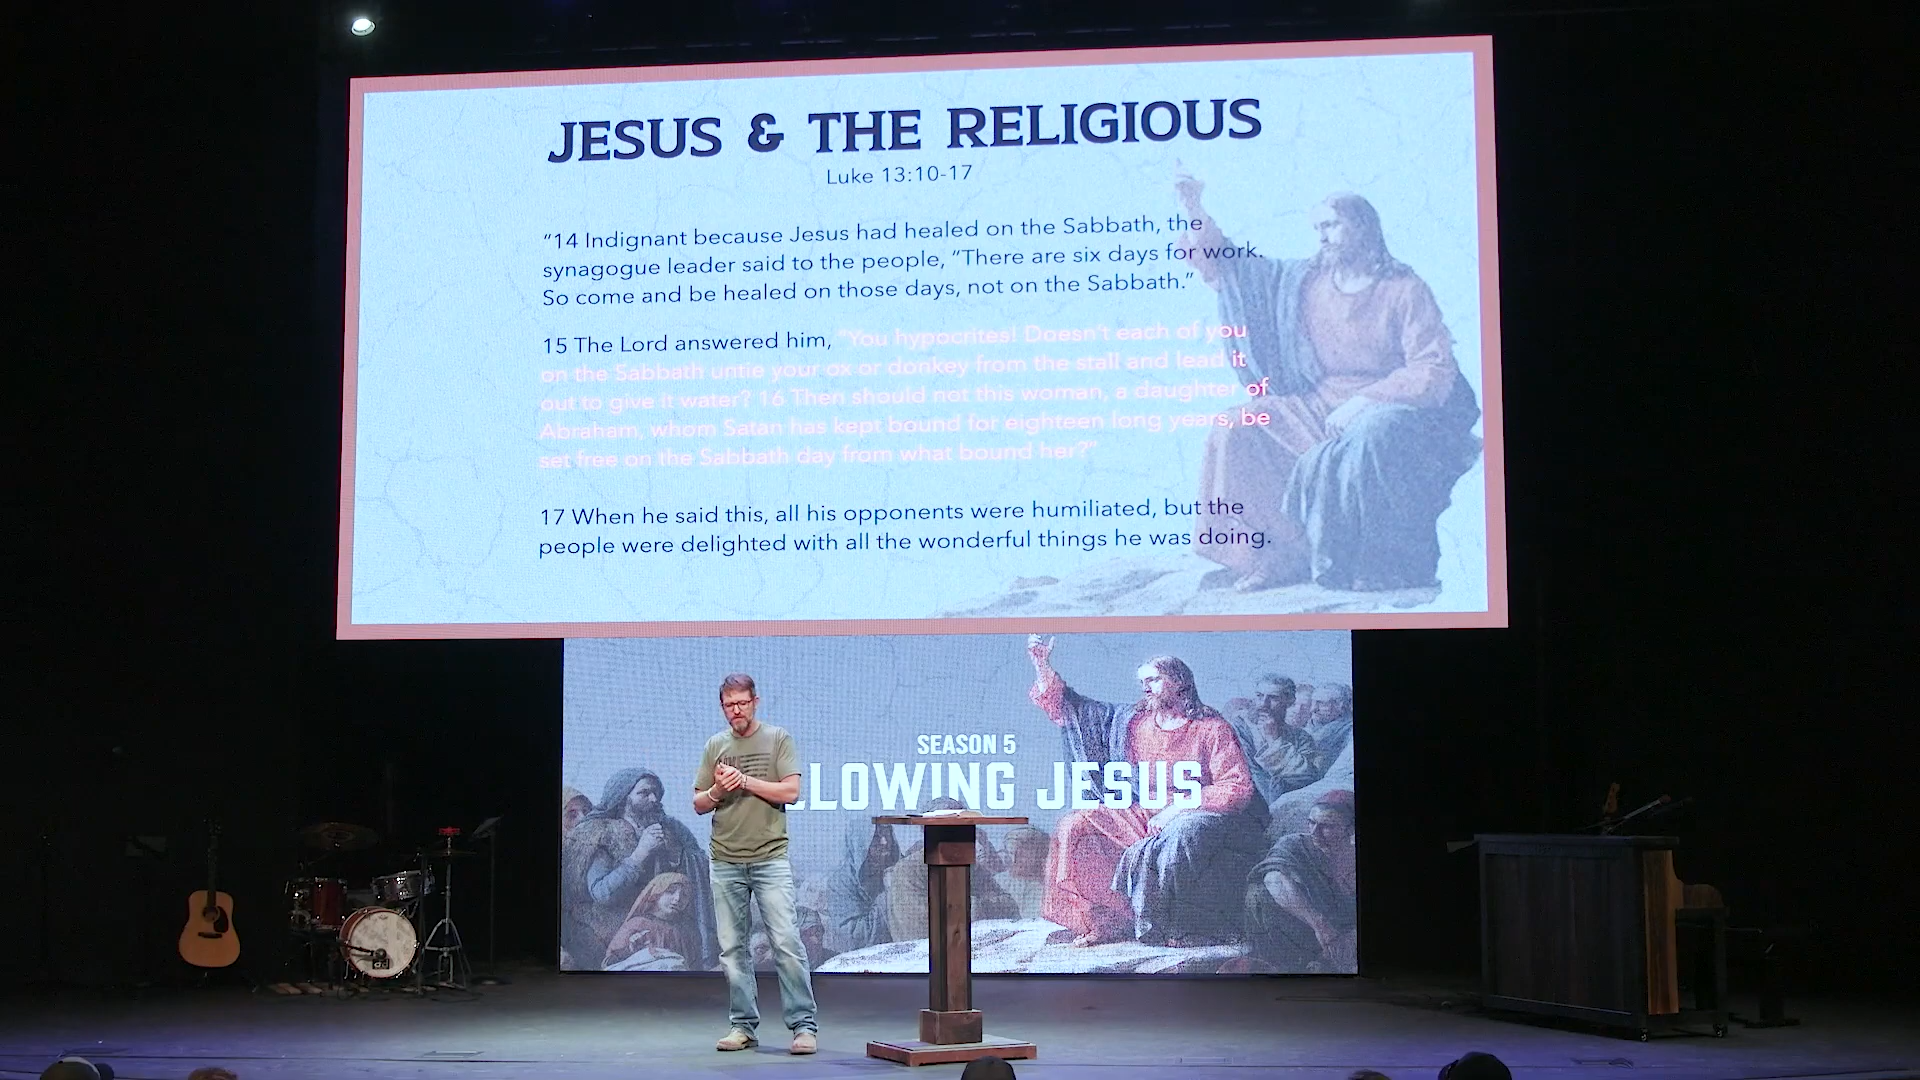 JESUS & THE RELIGIOUS
Luke 13:10-17
“14 Indignant because Jesus had healed on the Sabbath, the
synagogue leader said to the people, “There are six days for work.
So come and be healed on those days, not on the Sabbath.”
15 The Lord answered him, “You hypocrites! Doesn’t each of you
on the Sabbath untie your ox or donkey from the stall and lead it
out to give it water? 16 Then should not this woman, a daughter of
Abraham, whom Satan has kept bound for eighteen long years, be
set free on the Sabbath day from what bound her?”
17 When he said this, all his opponents were humiliated, but the
people were delighted with all the wonderful things he was doing.
SEASON 5
LLOWING JESUS